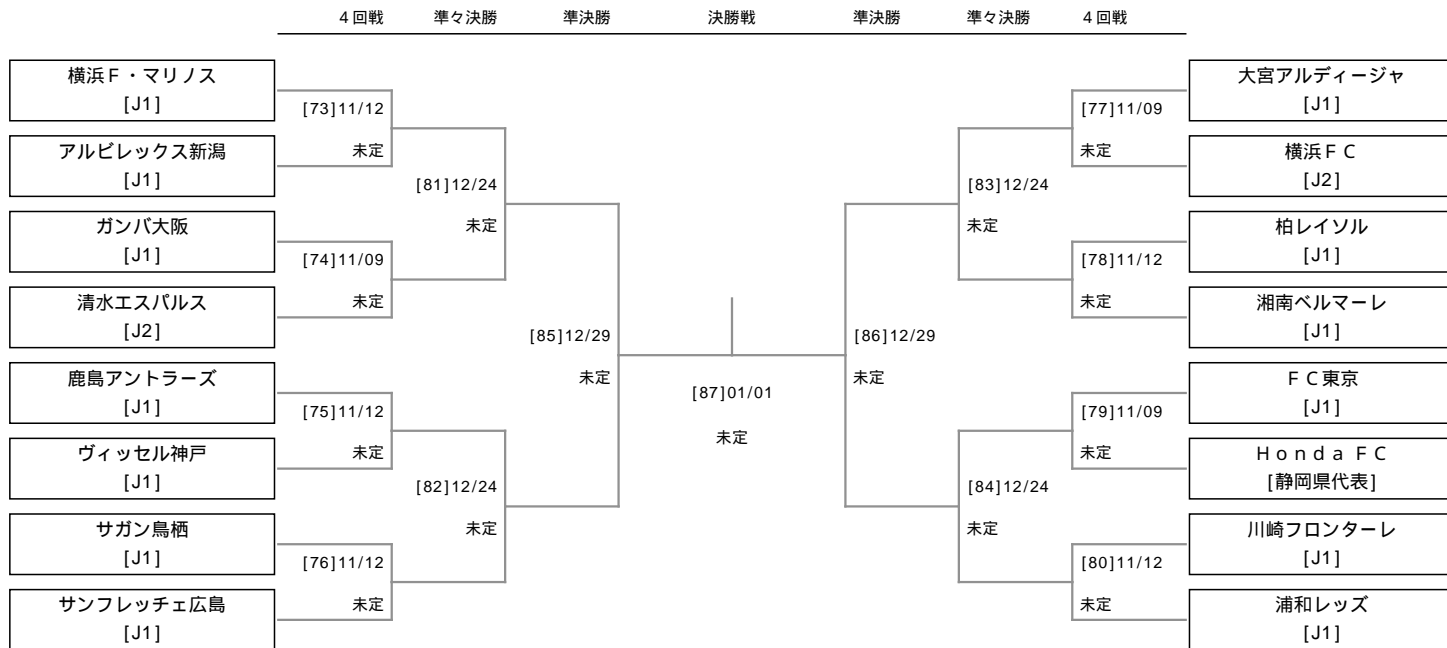 4回戦 準々決勝 準決勝 決勝戦 準決勝 準々決勝 4回戦
横浜F・マリノス
[J1]
[73]11/12
未定
アルビレックス新潟
[J1]
[81]12/24
未定
ガンバ大阪
[J1]
[74]11/09
未定
清水エスパルス
[J2]
[85]12/29
未定
鹿島アントラーズ
[J1]
[75]11/12
未定
ヴィッセル神戸
[J1]
[82]12/24
未定
サガン鳥栖
[J1]
[76]11/12
未定
サンフレッチェ広島
[J1]
[87]01/01
未定
大宮アルディージャ
[J1]
[77]11/09
未定
横浜FC
[J2]
[83]12/24
未定
柏レイソル
[J1]
[78]11/12
未定
湘南ベルマーレ
[J1]
[86]12/29
未定
FC東京
[J1]
[79]11/09
未定
Honda FC
[静岡県代表]
[84]12/24
未定
川崎フロンターレ
[J1]
[80]11/12
未定
浦和レッズ
[J1]